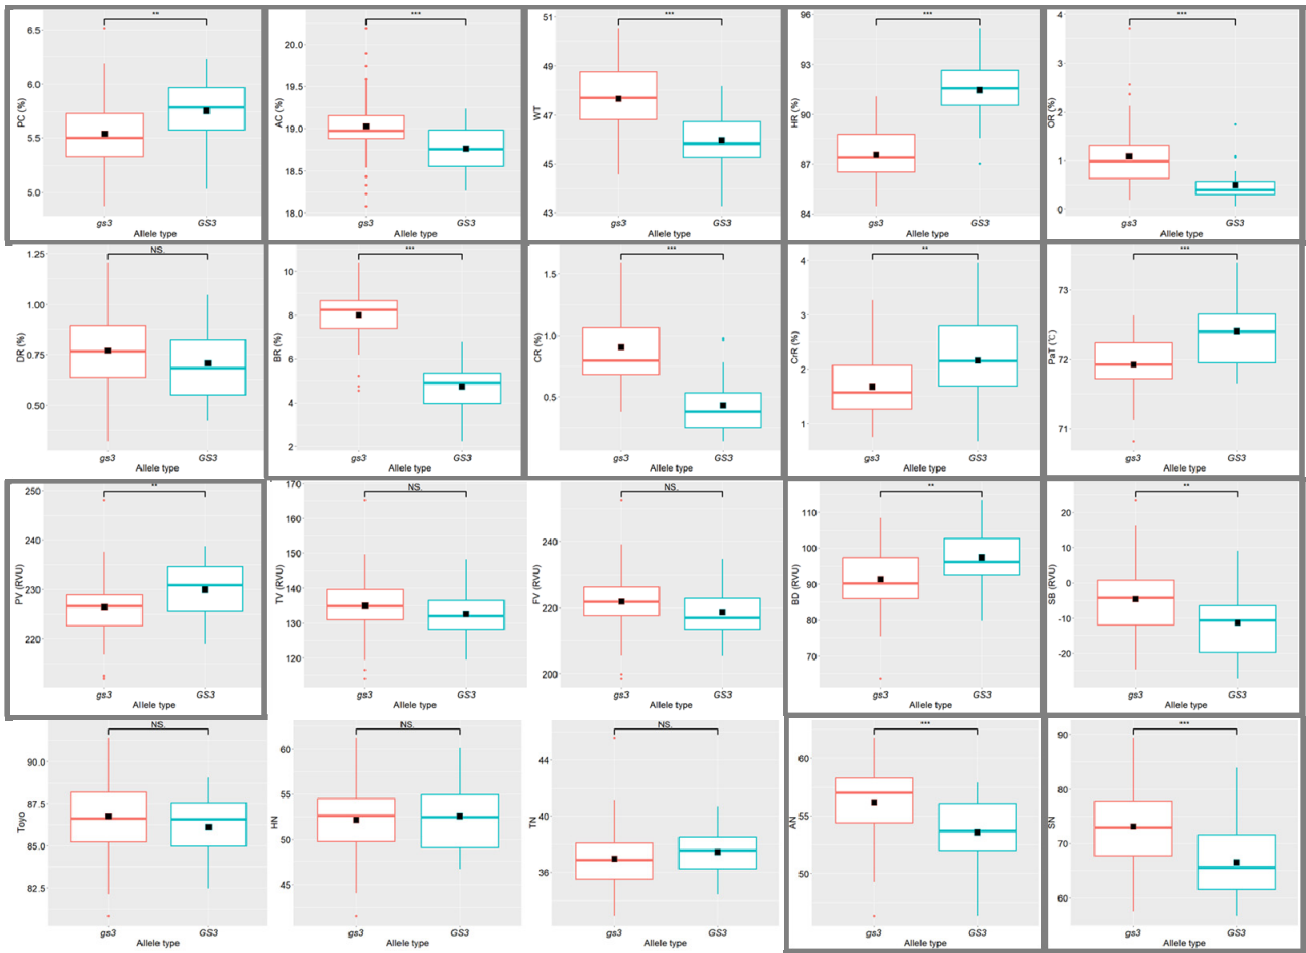 **
PC (%)
6.5
6.0
5.5
5.0
gs3 GS3
Allele type
***
AC (%)
20.0
19.5
19.0
18.5
18.0
gs3 GS3
Allele type
***
WT
51
49
47
45
43
gs3 GS3
Allele type
***
HR (%)
96
93
90
87
84
gs3 GS3
Allele type
***
OR (%)
4
3
2
1
0
gs3 GS3
Allele type
NS.
DR (%)
1.25
1.00
0.75
0.50
gs3 GS3
Allele type
***
BR (%)
10
8
6
4
2
gs3 GS3
Allele type
***
CR (%)
1.5
1.0
0.5
gs3 GS3
Allele type
**
CrR (%)
4
3
2
1
gs3 GS3
Allele type
***
PaT (℃)
73
72
71
gs3 GS3
Allele type
**
PV (RVU)
250
240
230
220
gs3 GS3
Allele type
NS.
TV (RVU)
170
160
150
140
130
120
gs3 GS3
Allele type
NS.
FV (RVU)
240
220
200
gs3 GS3
Allele type
**
BD (RVU)
110
100
90
80
70
gs3 GS3
Allele type
**
SB (RVU)
20
10
0
-10
-20
gs3 GS3
Allele type
NS.
Toyo
90.0
87.5
85.0
82.5
gs3 GS3
Allele type
NS.
HN
60
55
50
45
gs3 GS3
Allele type
NS.
TN
44
40
36
gs3 GS3
Allele type
***
AN
60
55
50
gs3 GS3
Allele type
***
SN
90
80
70
60
gs3 GS3
Allele type